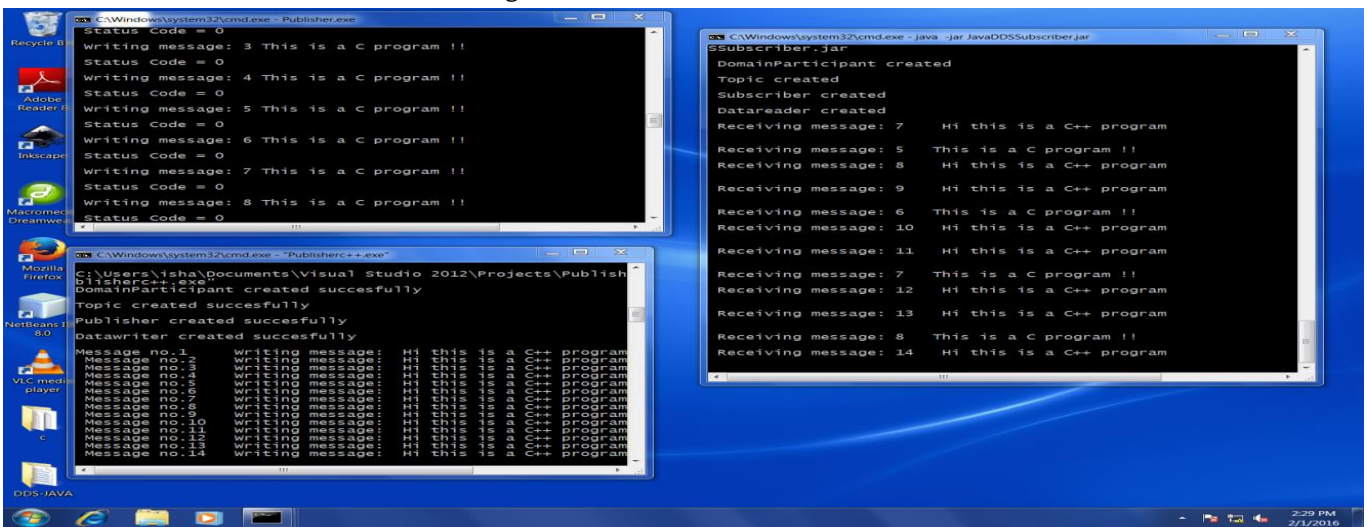 Recycle B
Adobe
Reader 8
Inkscape
Macromed
Dreamwea
Mozilla
Firefox
NetBeans I
8.0
VLC medi
player
c
DDS-JAVA
C:\Windows\system32\cmd.exe - Publisher.exe
Status Code = 0
Writing message: 3 This is a C program !!
Status Code = 0
Writing message: 4 This is a C program !!
Status Code = 0
Writing message: 5 This is a C program !!
Status Code = 0
Writing message: 6 This is a C program !!
Status Code = 0
Writing message: 7 This is a C program !!
Status Code = 0
Writing message: 8 This is a C program !!
Status Code = 0
C:\Windows\system32\cmd.exe - "Publisherc++.exe"
C:\Users\isha\Documents\Visual Studio 2012\Projects\Publish
blisherc++.exe"
DomainParticipant created succesfully
Topic created succesfully
Publisher created succesfully
Datawriter created succesfully
Message no.1 Writing message: Hi this is a C++ program
Message no.2 Writing message: Hi this is a C++ program
Message no.3 Writing message: Hi this is a C++ program
Message no.4 Writing message: Hi this is a C++ program
Message no.5 Writing message: Hi this is a C++ program
Message no.6 Writing message: Hi this is a C++ program
Message no.7 Writing message: Hi this is a C++ program
Message no.8 Writing message: Hi this is a C++ program
Message no.9 Writing message: Hi this is a C++ program
Message no.10 Writing message: Hi this is a C++ program
Message no.11 Writing message: Hi this is a C++ program
Message no.12 Writing message: Hi this is a C++ program
Message no.13 Writing message: Hi this is a C++ program
Message no.14 Writing message: Hi this is a C++ program
C:\Windows\system32\cmd.exe - java -jar JavaDDSSubscriber.jar
SSubscriber.jar
DomainParticipant created
Topic created
Subscriber created
Datareader created
Receiving message: 7 Hi this is a C++ program
Receiving message: 5 This is a C program !!
Receiving message: 8 Hi this is a C++ program
Receiving message: 9 Hi this is a C++ program
Receiving message: 6 This is a C program !!
Receiving message: 10 Hi this is a C++ program
Receiving message: 11 Hi this is a C++ program
Receiving message: 7 This is a C program !!
Receiving message: 12 Hi this is a C++ program
Receiving message: 13 Hi this is a C++ program
Receiving message: 8 This is a C program !!
Receiving message: 14 Hi this is a C++ program
2:29 PM
2/1/2016